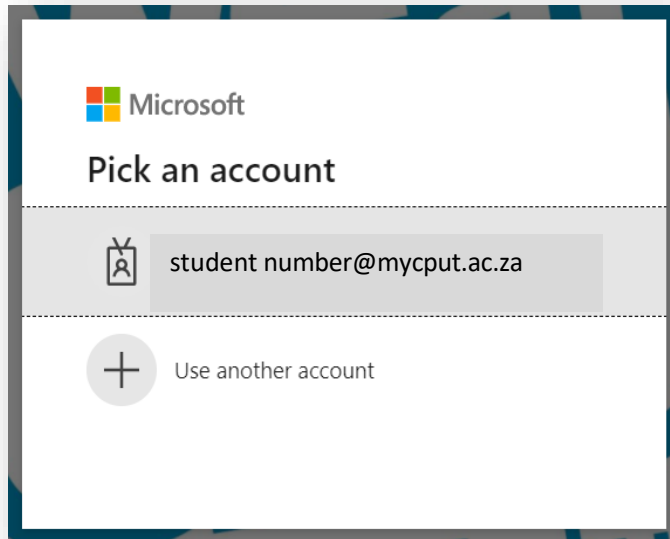 Microsoft
Pick an account
student number@mycput.ac.za
Use another account